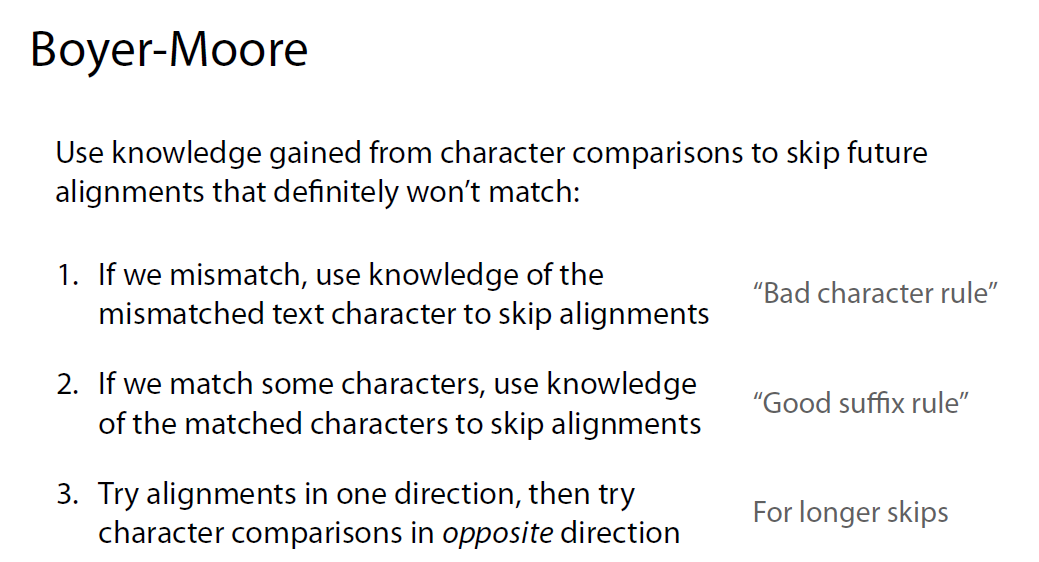 Boyer-Moore
Use knowledge gained from character comparisons to skip future
alignments that definitely won’t match:
1. If we mismatch, use knowledge of the
mismatched text character to skip alignments
“Bad character rule”
2. If we match some characters, use knowledge
of the matched characters to skip alignments
“Good suffix rule”
3. Try alignments in one direction, then try
character comparisons in opposite direction
For longer skips